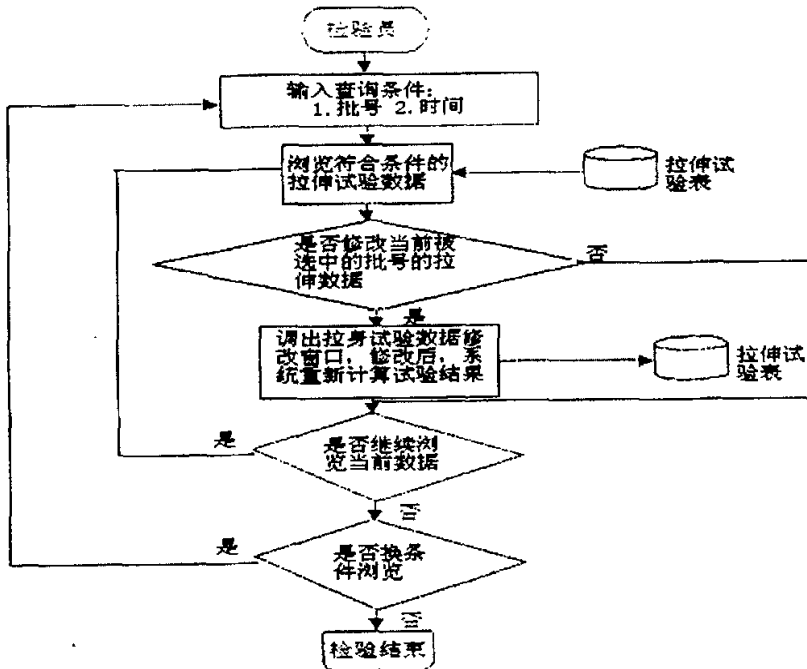 检验员
输入查询条件：
1.批号 2.时间
浏览符合条件的
拉伸试验数据
拉伸试
验表
是否修改当前被
选中的批号的拉
伸数据
否
是
调出拉身试验数据修
改窗口，修改后，系
统重新计算试验结果
拉伸试
验表
是
是否继续浏
览当前数据
否
是
是否换条
件浏览
否
检验结束